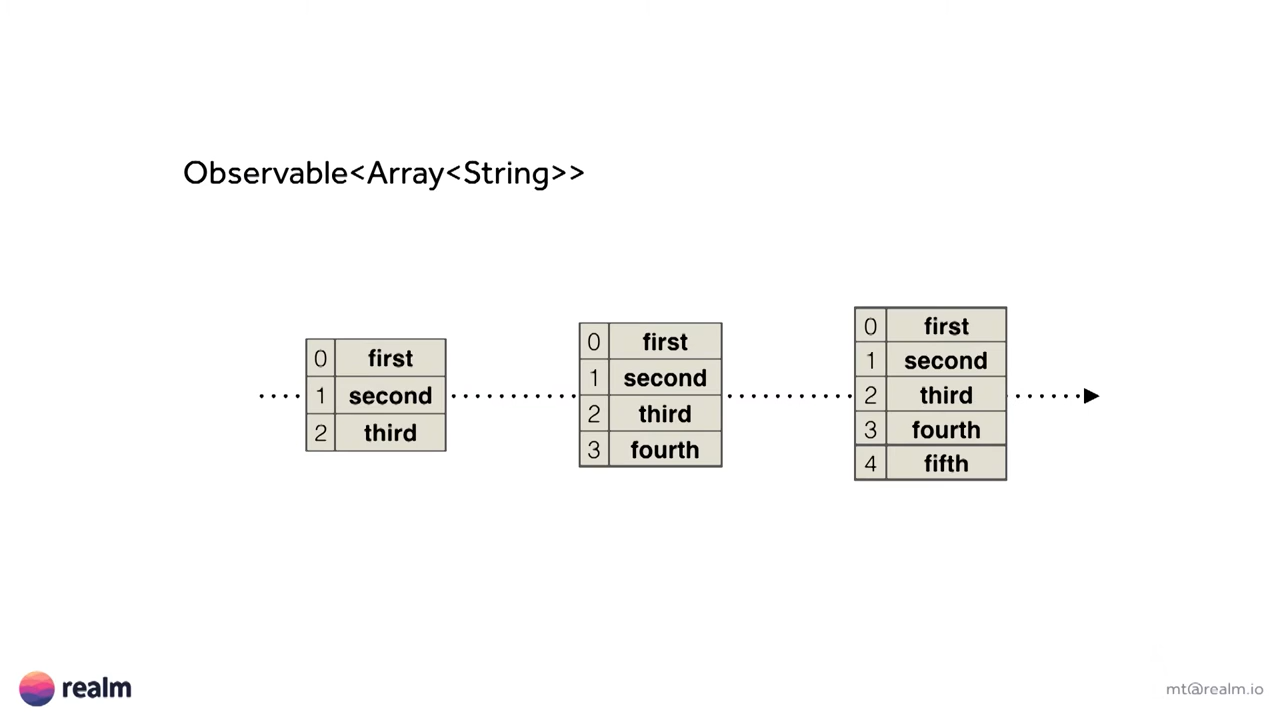 Observable<Array<String>>
0 first
1 second
2 third
0 first
1 second
2 third
3 fourth
0 first
1 second
2 third
3 fourth
4 fifth
realm
mt@realm.io